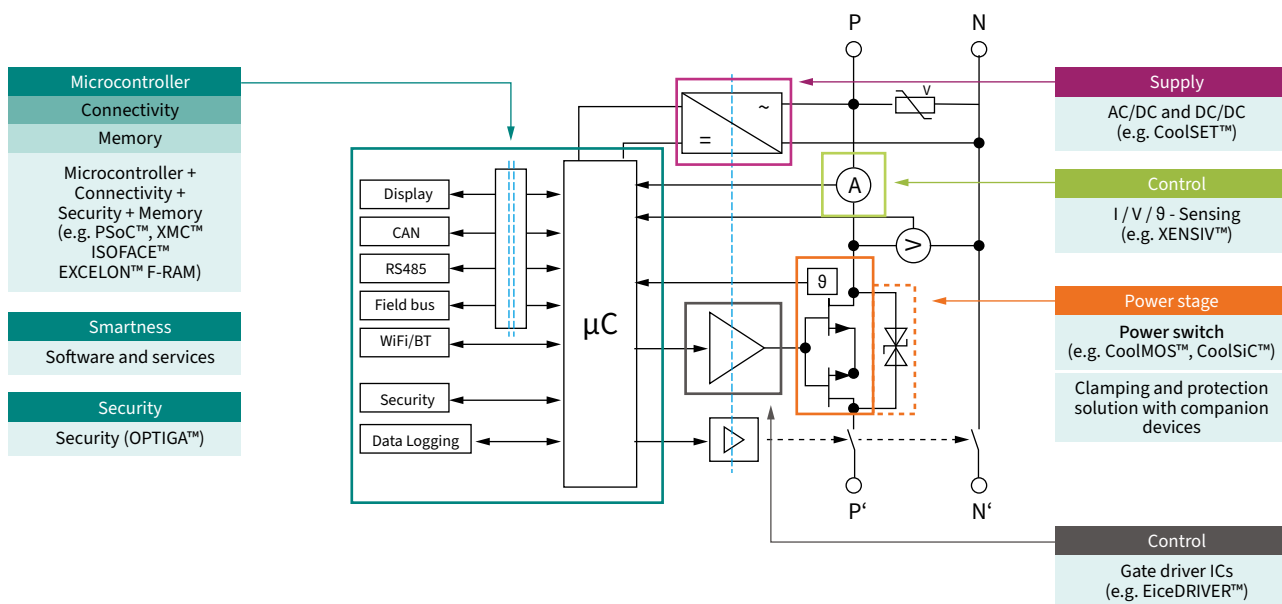 Microcontroller
Connectivity
Memory
Microcontroller +
Connectivity +
Security + Memory
(e.g. PSoC™, XMC™
ISOFACE™
EXCELON™ F-RAM)
Smartness
Software and services
Security
Security (OPTIGA™)
Display
CAN
RS485
Field bus
WiFi/BT
Security
Data Logging
µC
~
=
P
N
V
A
V
ϑ
P‘
N‘
Supply
AC/DC and DC/DC
(e.g. CoolSET™)
Control
I / V / ϑ - Sensing
(e.g. XENSIV™)
Power stage
Power switch
(e.g. CoolMOS™, CoolSiC™)
Clamping and protection
solution with companion
devices
Control
Gate driver ICs
(e.g. EiceDRIVER™)